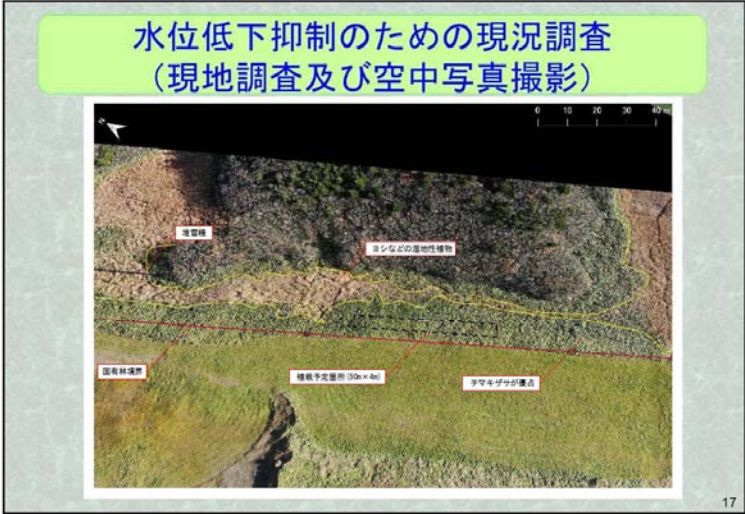 水位低下抑制のための現況調査
（現地調査及び空中写真撮影）
N
0 10 20 30 40 m
ヨシなどの湿地性植物
国有林境界
植栽予定箇所(50m×4m)
チマキザサが優占
17